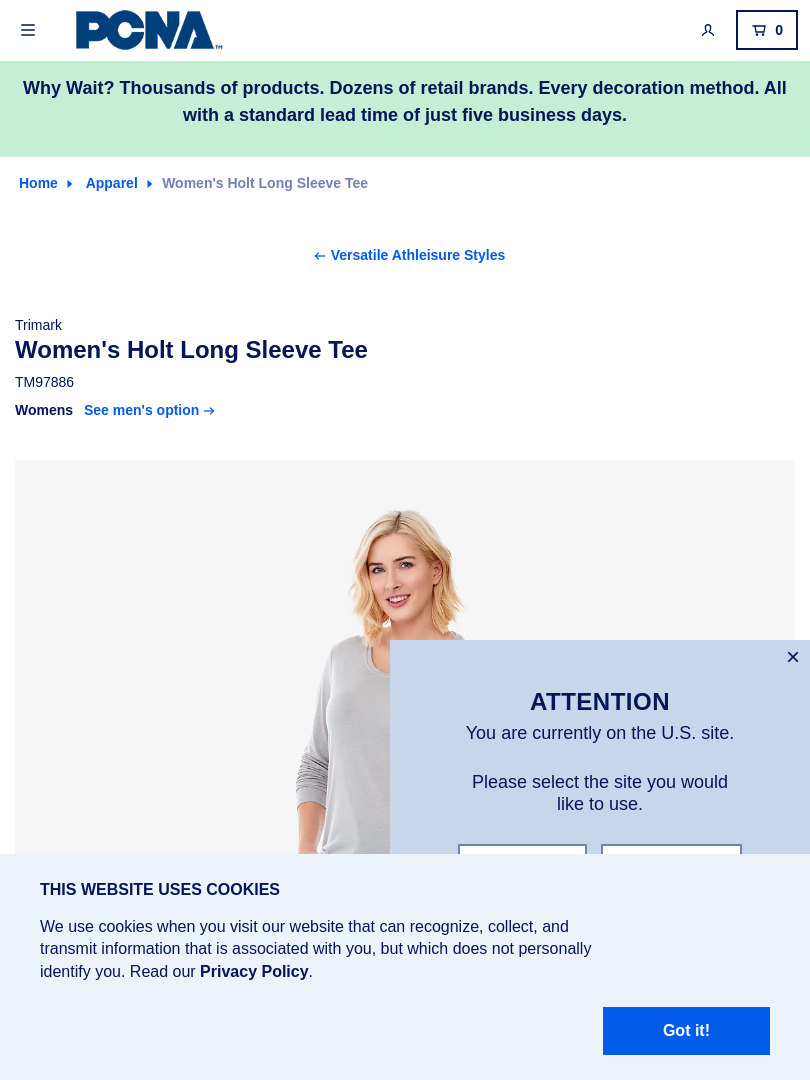 PCNA™
0
Why Wait? Thousands of products. Dozens of retail brands. Every decoration method. All
with a standard lead time of just five business days.
Home Apparel Women's Holt Long Sleeve Tee
Versatile Athleisure Styles
Trimark
Women's Holt Long Sleeve Tee
TM97886
Womens See men's option
ATTENTION
You are currently on the U.S. site.
Please select the site you would
like to use.
THIS WEBSITE USES COOKIES
We use cookies when you visit our website that can recognize, collect, and
transmit information that is associated with you, but which does not personally
identify you. Read our Privacy Policy.
Got it!